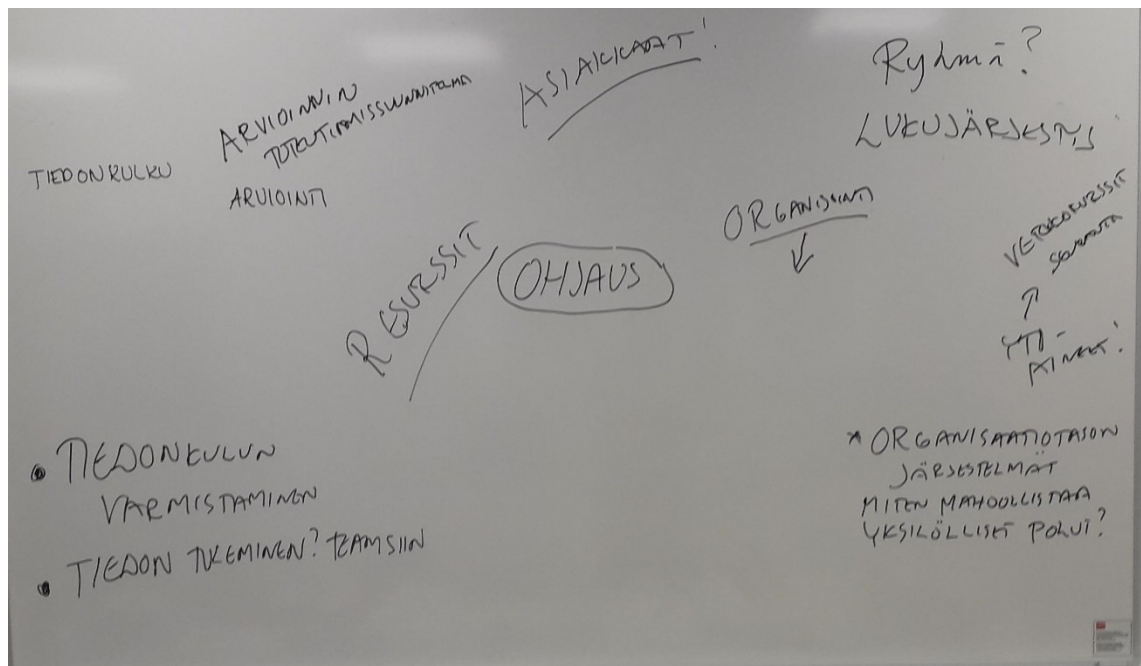 ASIAKKAAT!
Ryhmä?
LUKUJÄRJESTYS
ARVIOINNIN
TOTEUTTAMISSUUNNITELMA
ARVIOINTI
TIEDONKULKU
ORGANISOINTI
RESURSSIT
OHJAUS
VERKKOKURSSIT
YTO-
AINEET!
• TIEDONKULUN
VARMISTAMINEN
• TIEDON TUKEMINEN? TEAMSIIN
* ORGANISAATIOTASON
JÄRJESTELMÄT
MITEN MAHDOLLISTAA
YKSILÖLLISET POLUT?